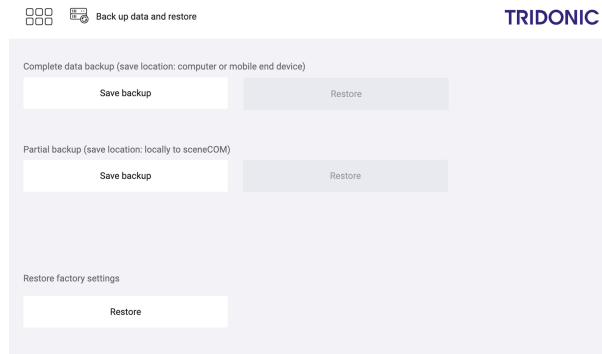 Back up data and restore
TRIDONIC
Complete data backup (save location: computer or mobile end device)
Save backup
Restore
Partial backup (save location: locally to sceneCOM)
Save backup
Restore
Restore factory settings
Restore